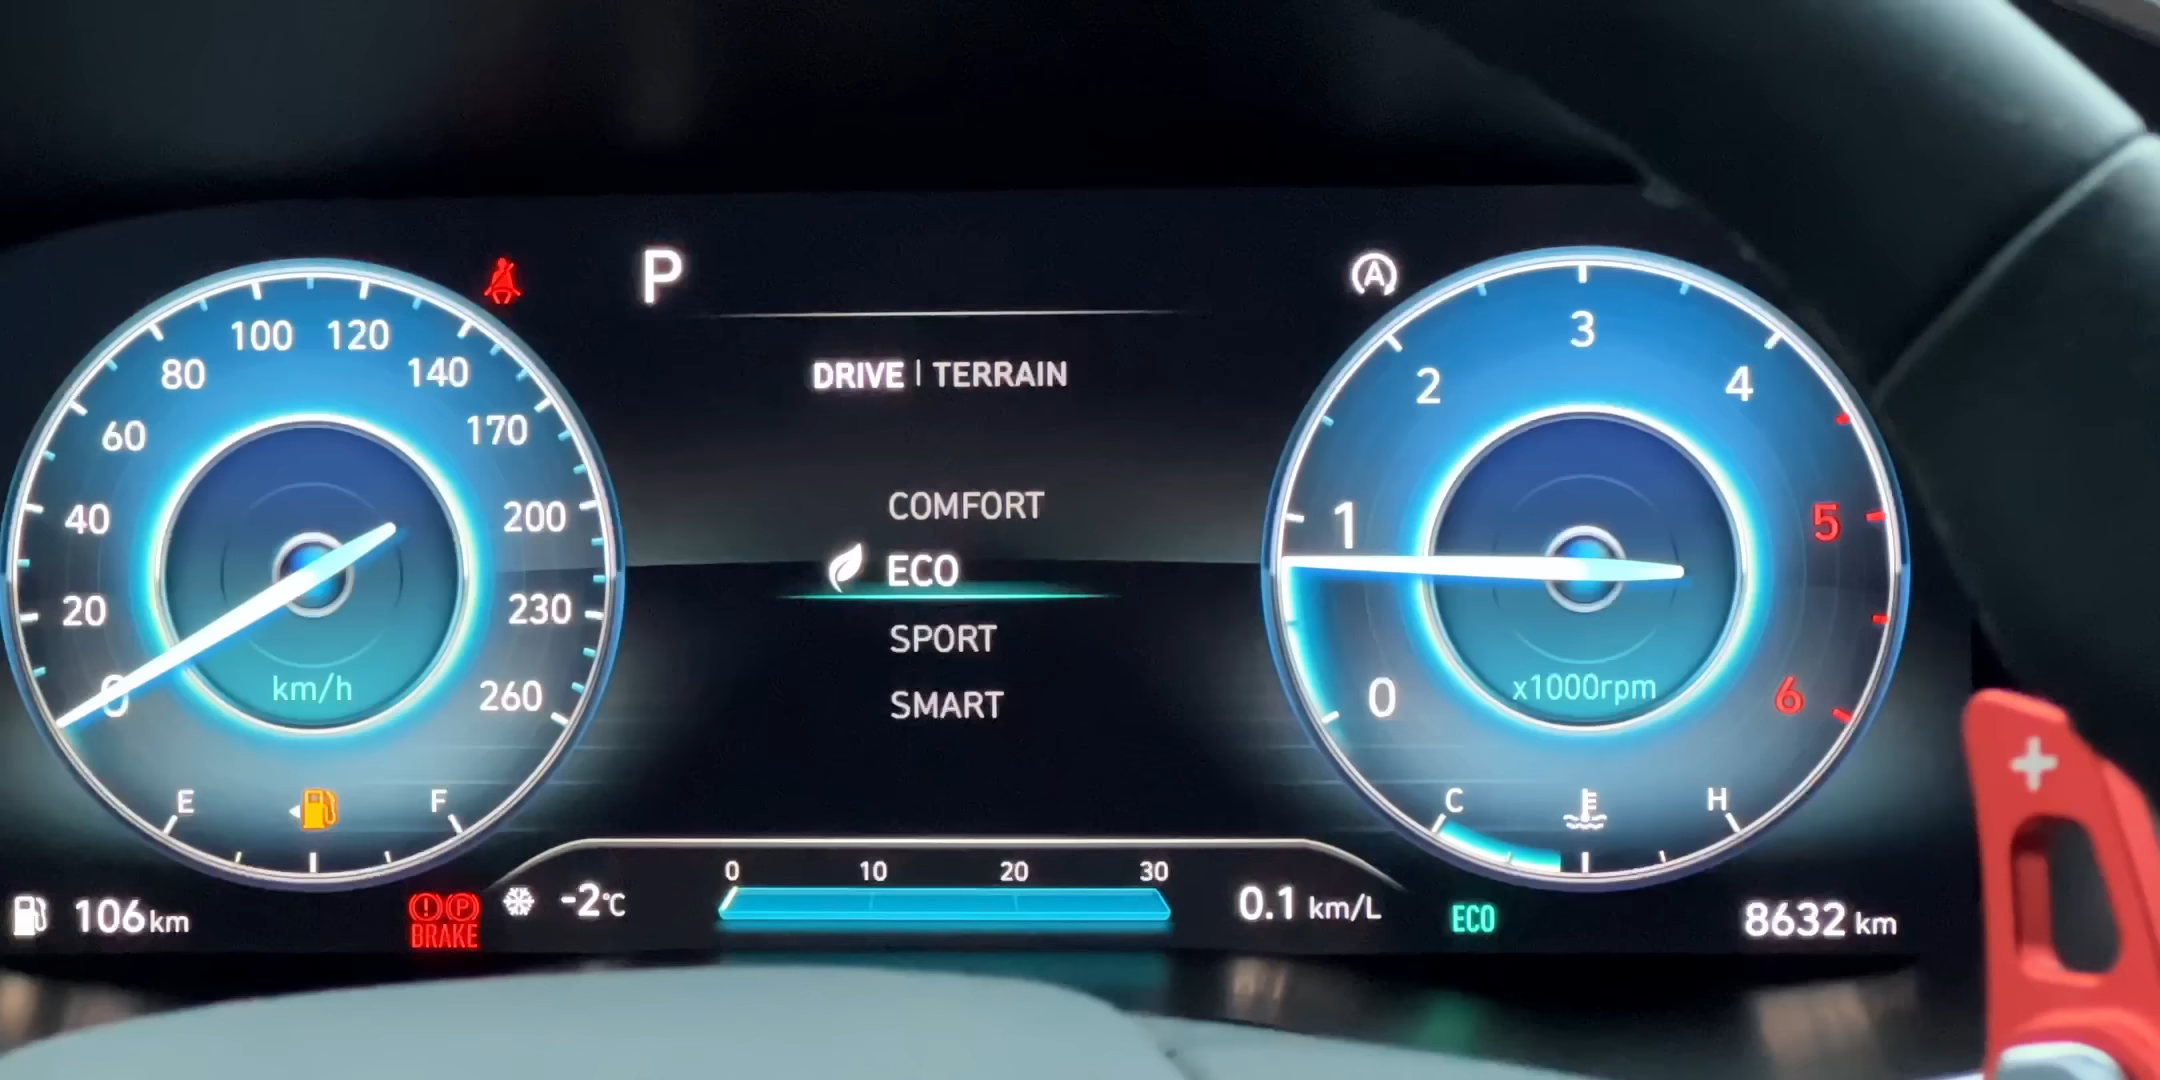 P
A
DRIVE | TERRAIN
COMFORT
ECO
SPORT
SMART
0
20
40
60
80
100
120
140
170
200
230
260
km/h
E
F
0
1
2
3
4
5
6
x1000rpm
C
H
106 km
! P
BRAKE
-2°C
0 10 20 30
0.1 km/L
ECO
8632 km
+